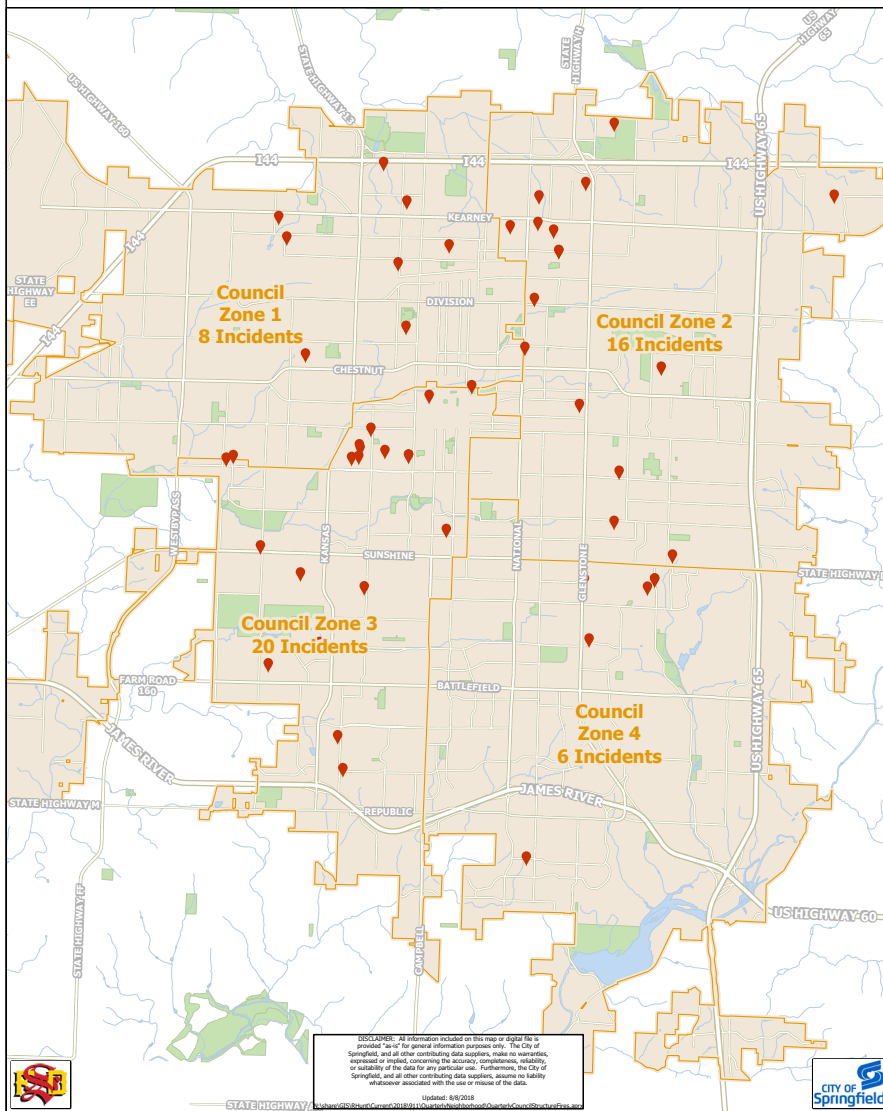 US
HIGHWAY
65
STATE
HIGHWAY H
STATE HIGHWAY 13
US HIGHWAY 160
I44
I44
I44
US HIGHWAY 65
KEARNEY
I44
STATE
HIGHWAY
EE
Council
Zone 1
8 Incidents
DIVISION
Council Zone 2
16 Incidents
I44
CHESTNUT
WEST BYPASS
KANSAS
SUNSHINE
NATIONAL
GLENSTONE
STATE HIGHWAY
Council Zone 3
20 Incidents
FARM ROAD
160
BATTLEFIELD
US HIGHWAY 65
Council
Zone 4
6 Incidents
JAMES RIVER
JAMES RIVER
STATE HIGHWAY M
REPUBLIC
US HIGHWAY 60
STATE HIGHWAY FF
CAMPBELL
DISCLAIMER: All information included on this map or digital file is
provided "as-is" for general information purposes only. The City of
Springfield, and all other contributing data suppliers, make no warranties,
expressed or implied, concerning the accuracy, completeness, reliability,
or suitability of the data for any particular use. Furthermore, the City of
Springfield, and all other contributing data suppliers, assume no liability
whatsoever associated with the use or misuse of the data.
Updated: 8/8/2018
STATE HIGHWAY
CITY OF
Springfield